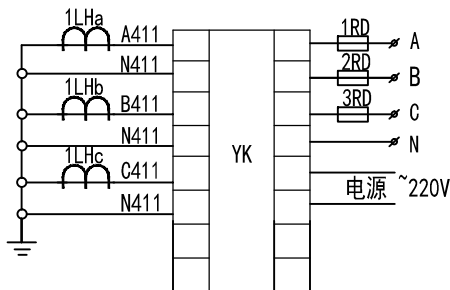 1LHa A411 1RD A
N411 2RD B
1LHb B411 3RD C
N411 YK N
1LHc C411 电源 ~220V
N411